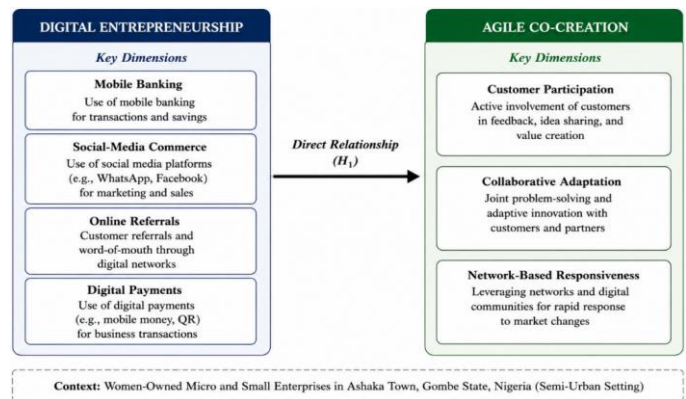 DIGITAL ENTREPRENEURSHIP
Key Dimensions
Mobile Banking
Use of mobile banking
for transactions and savings
Social-Media Commerce
Use of social media platforms
(e.g., WhatsApp, Facebook)
for marketing and sales
Online Referrals
Customer referrals and
word-of-mouth through
digital networks
Digital Payments
Use of digital payments
(e.g., mobile money, QR)
for business transactions
Direct Relationship
(H₁)
AGILE CO-CREATION
Key Dimensions
Customer Participation
Active involvement of customers
in feedback, idea sharing, and
value creation
Collaborative Adaptation
Joint problem-solving and
adaptive innovation with
customers and partners
Network-Based Responsiveness
Leveraging networks and digital
communities for rapid response
to market changes
Context: Women-Owned Micro and Small Enterprises in Ashaka Town, Gombe State, Nigeria (Semi-Urban Setting)